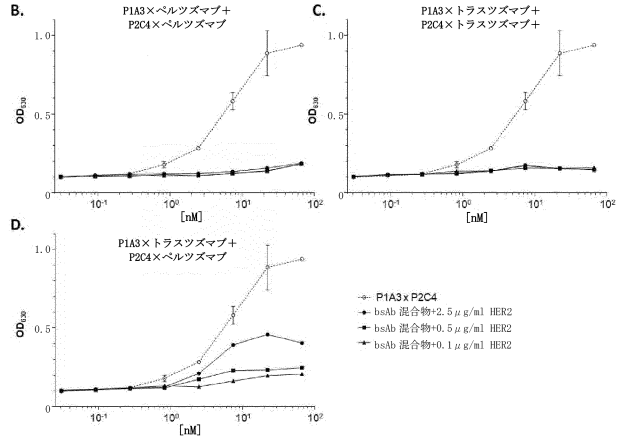 B.
P1A3×ペルツズマブ＋
P2C4×ペルツズマブ
1.0
0.5
0
OD630
10-1
100
101
102
[nM]
C.
P1A3×トラスツズマブ＋
P2C4×トラスツズマブ
1.0
0.5
0
OD630
10-1
100
101
102
[nM]
D.
P1A3×トラスツズマブ＋
P2C4×ペルツズマブ
1.0
0.5
0
OD630
10-1
100
101
102
[nM]
P1A3 x P2C4
bsAb 混合物+2.5μg/ml HER2
bsAb 混合物+0.5μg/ml HER2
bsAb 混合物+0.1μg/ml HER2